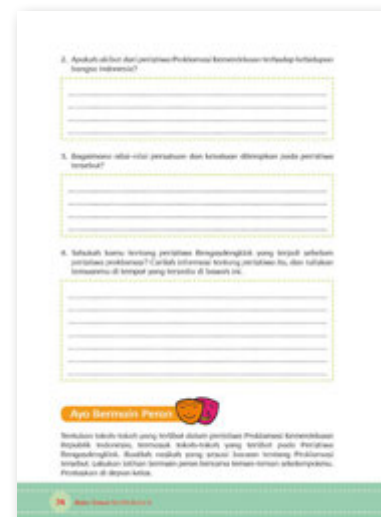 2. Apakah akibat dari peristiwa Proklamasi Kemerdekaan terhadap kehidupan
bangsa Indonesia?
3. Bagaimana nilai-nilai persatuan dan kesatuan diterapkan pada peristiwa
tersebut?
4. Tahukah kamu tentang peristiwa Rengasdengklok yang terjadi sebelum
peristiwa proklamasi? Carilah informasi tentang peristiwa itu, dan tuliskan
temuanmu di tempat yang tersedia di bawah ini.
Ayo Bermain Peran
Tentukan tokoh-tokoh yang terlibat dalam peristiwa Proklamasi Kemerdekaan
Republik Indonesia, termasuk tokoh-tokoh yang terlibat pada Peristiwa
Rengasdengklok. Buatlah naskah yang sesuai bacaan tentang Proklamasi
tersebut. Lakukan latihan bermain peran bersama teman-teman sekelompokmu.
Pentaskan di depan kelas.
Buku Siswa